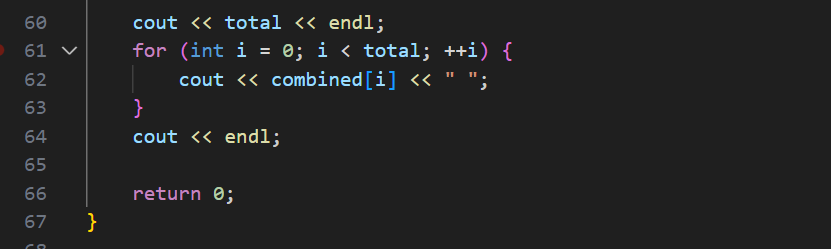 60 cout << total << endl;
61 for (int i = 0; i < total; ++i) {
62 cout << combined[i] << " ";
63 }
64 cout << endl;
65
66 return 0;
67 }
68